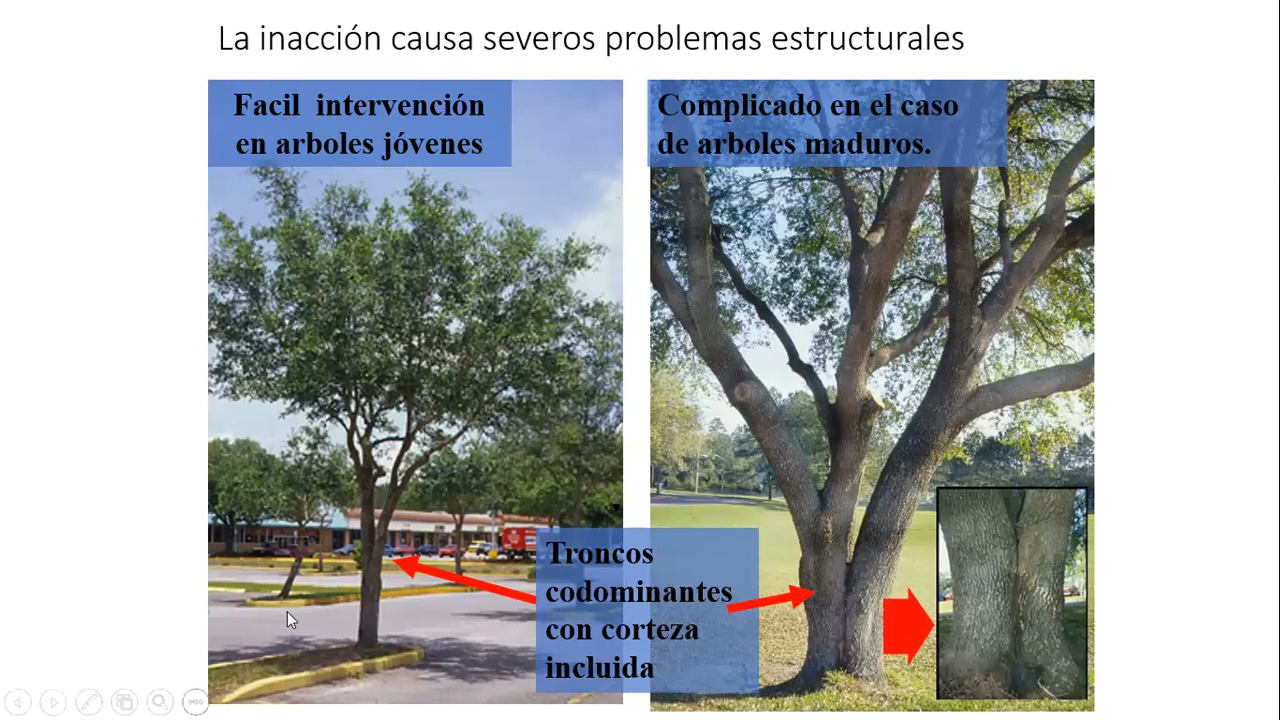 La inacción causa severos problemas estructurales
Facil intervención
en arboles jóvenes
Complicado en el caso
de arboles maduros.
Troncos
codominantes
con corteza
incluida